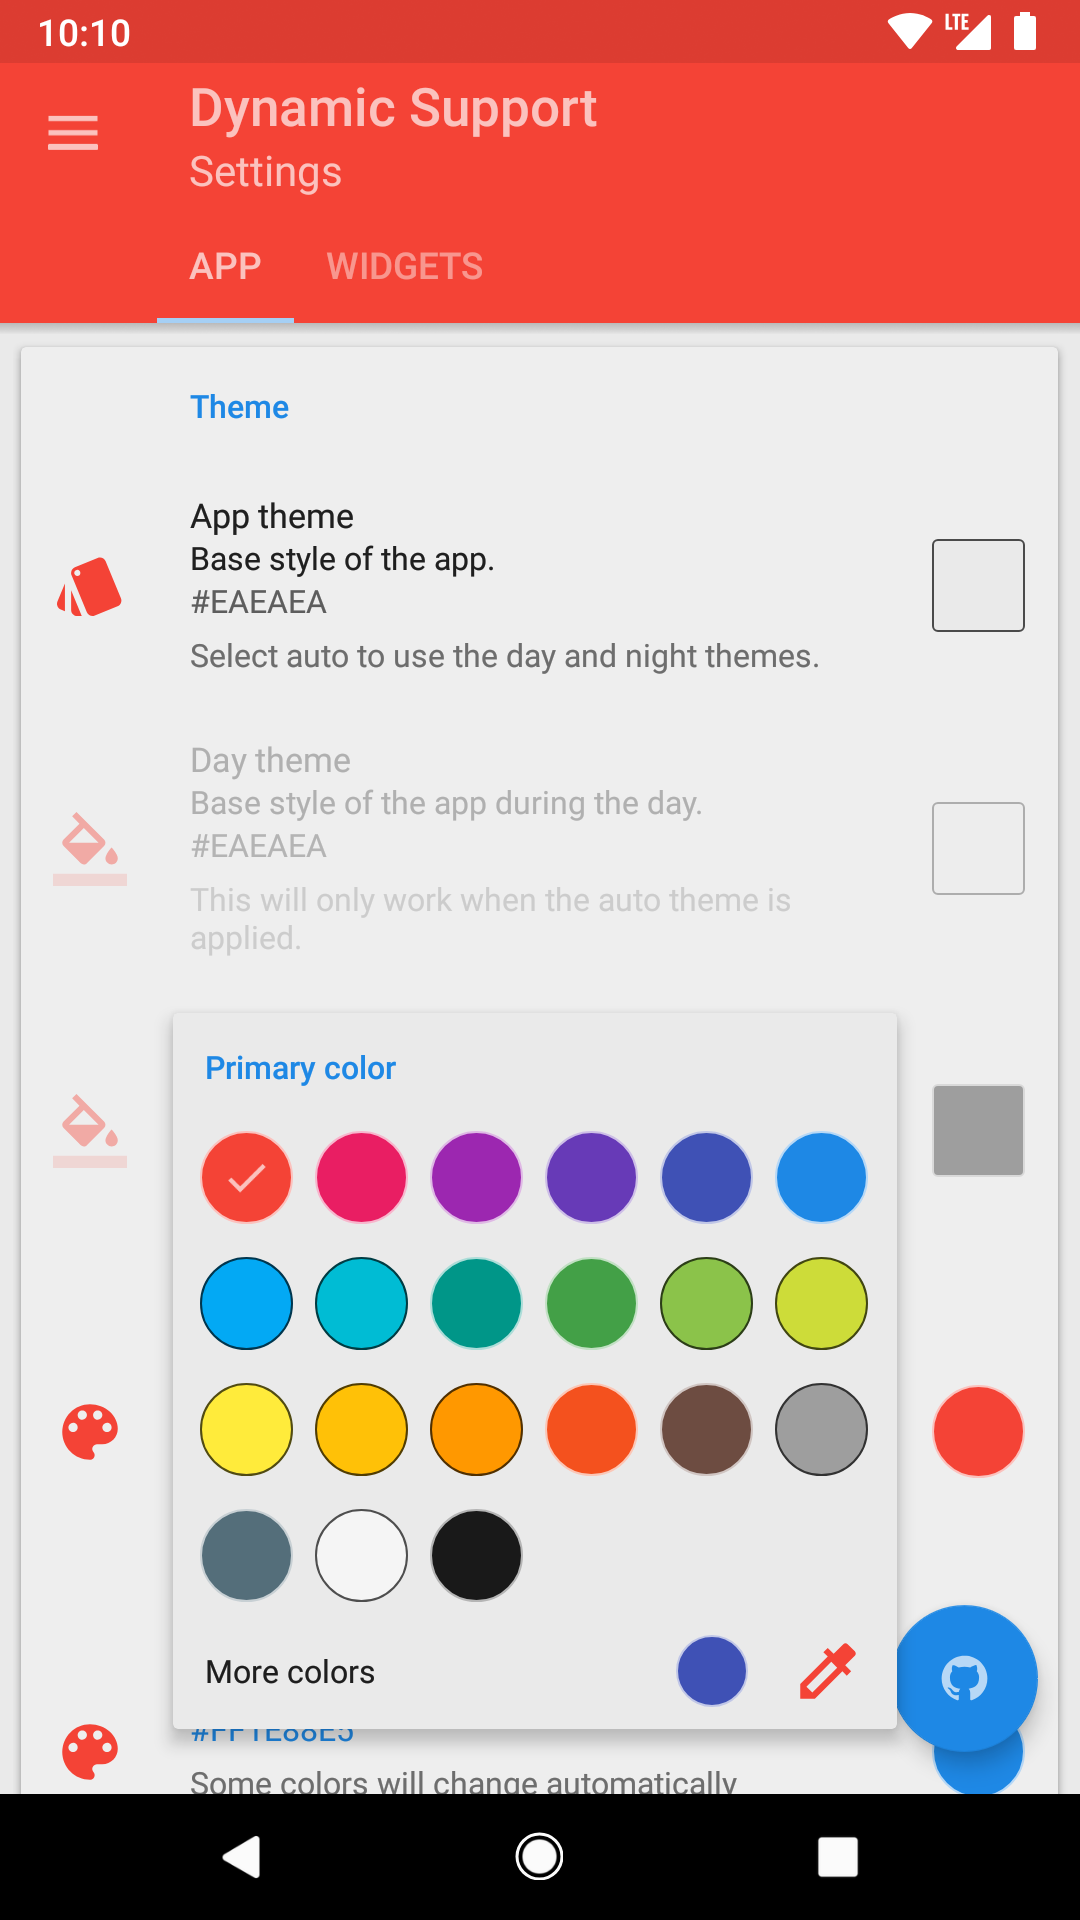 10:10
LTE
Dynamic Support
Settings
APP
WIDGETS
Theme
App theme
Base style of the app.
#EAEAEA
Select auto to use the day and night themes.
Day theme
Base style of the app during the day.
#EAEAEA
This will only work when the auto theme is
applied.
Primary color
More colors
#FF1E88E5
Some colors will change automatically